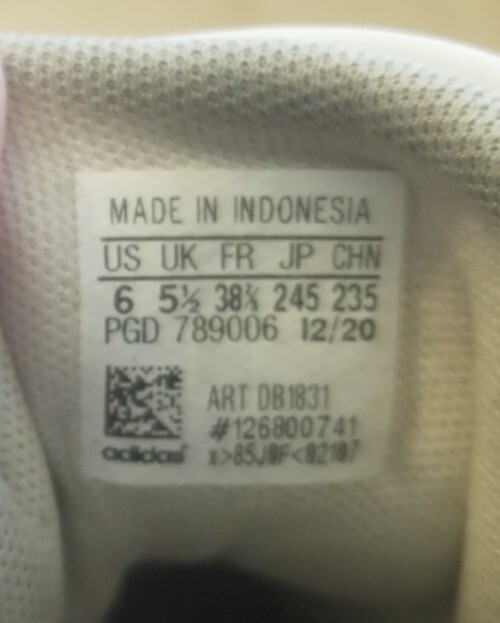 MADE IN INDONESIA
US UK FR JP CHN
6 5½ 38⅔ 245 235
PGD 789006 12/20
ART DB1831
#126800741
adidas